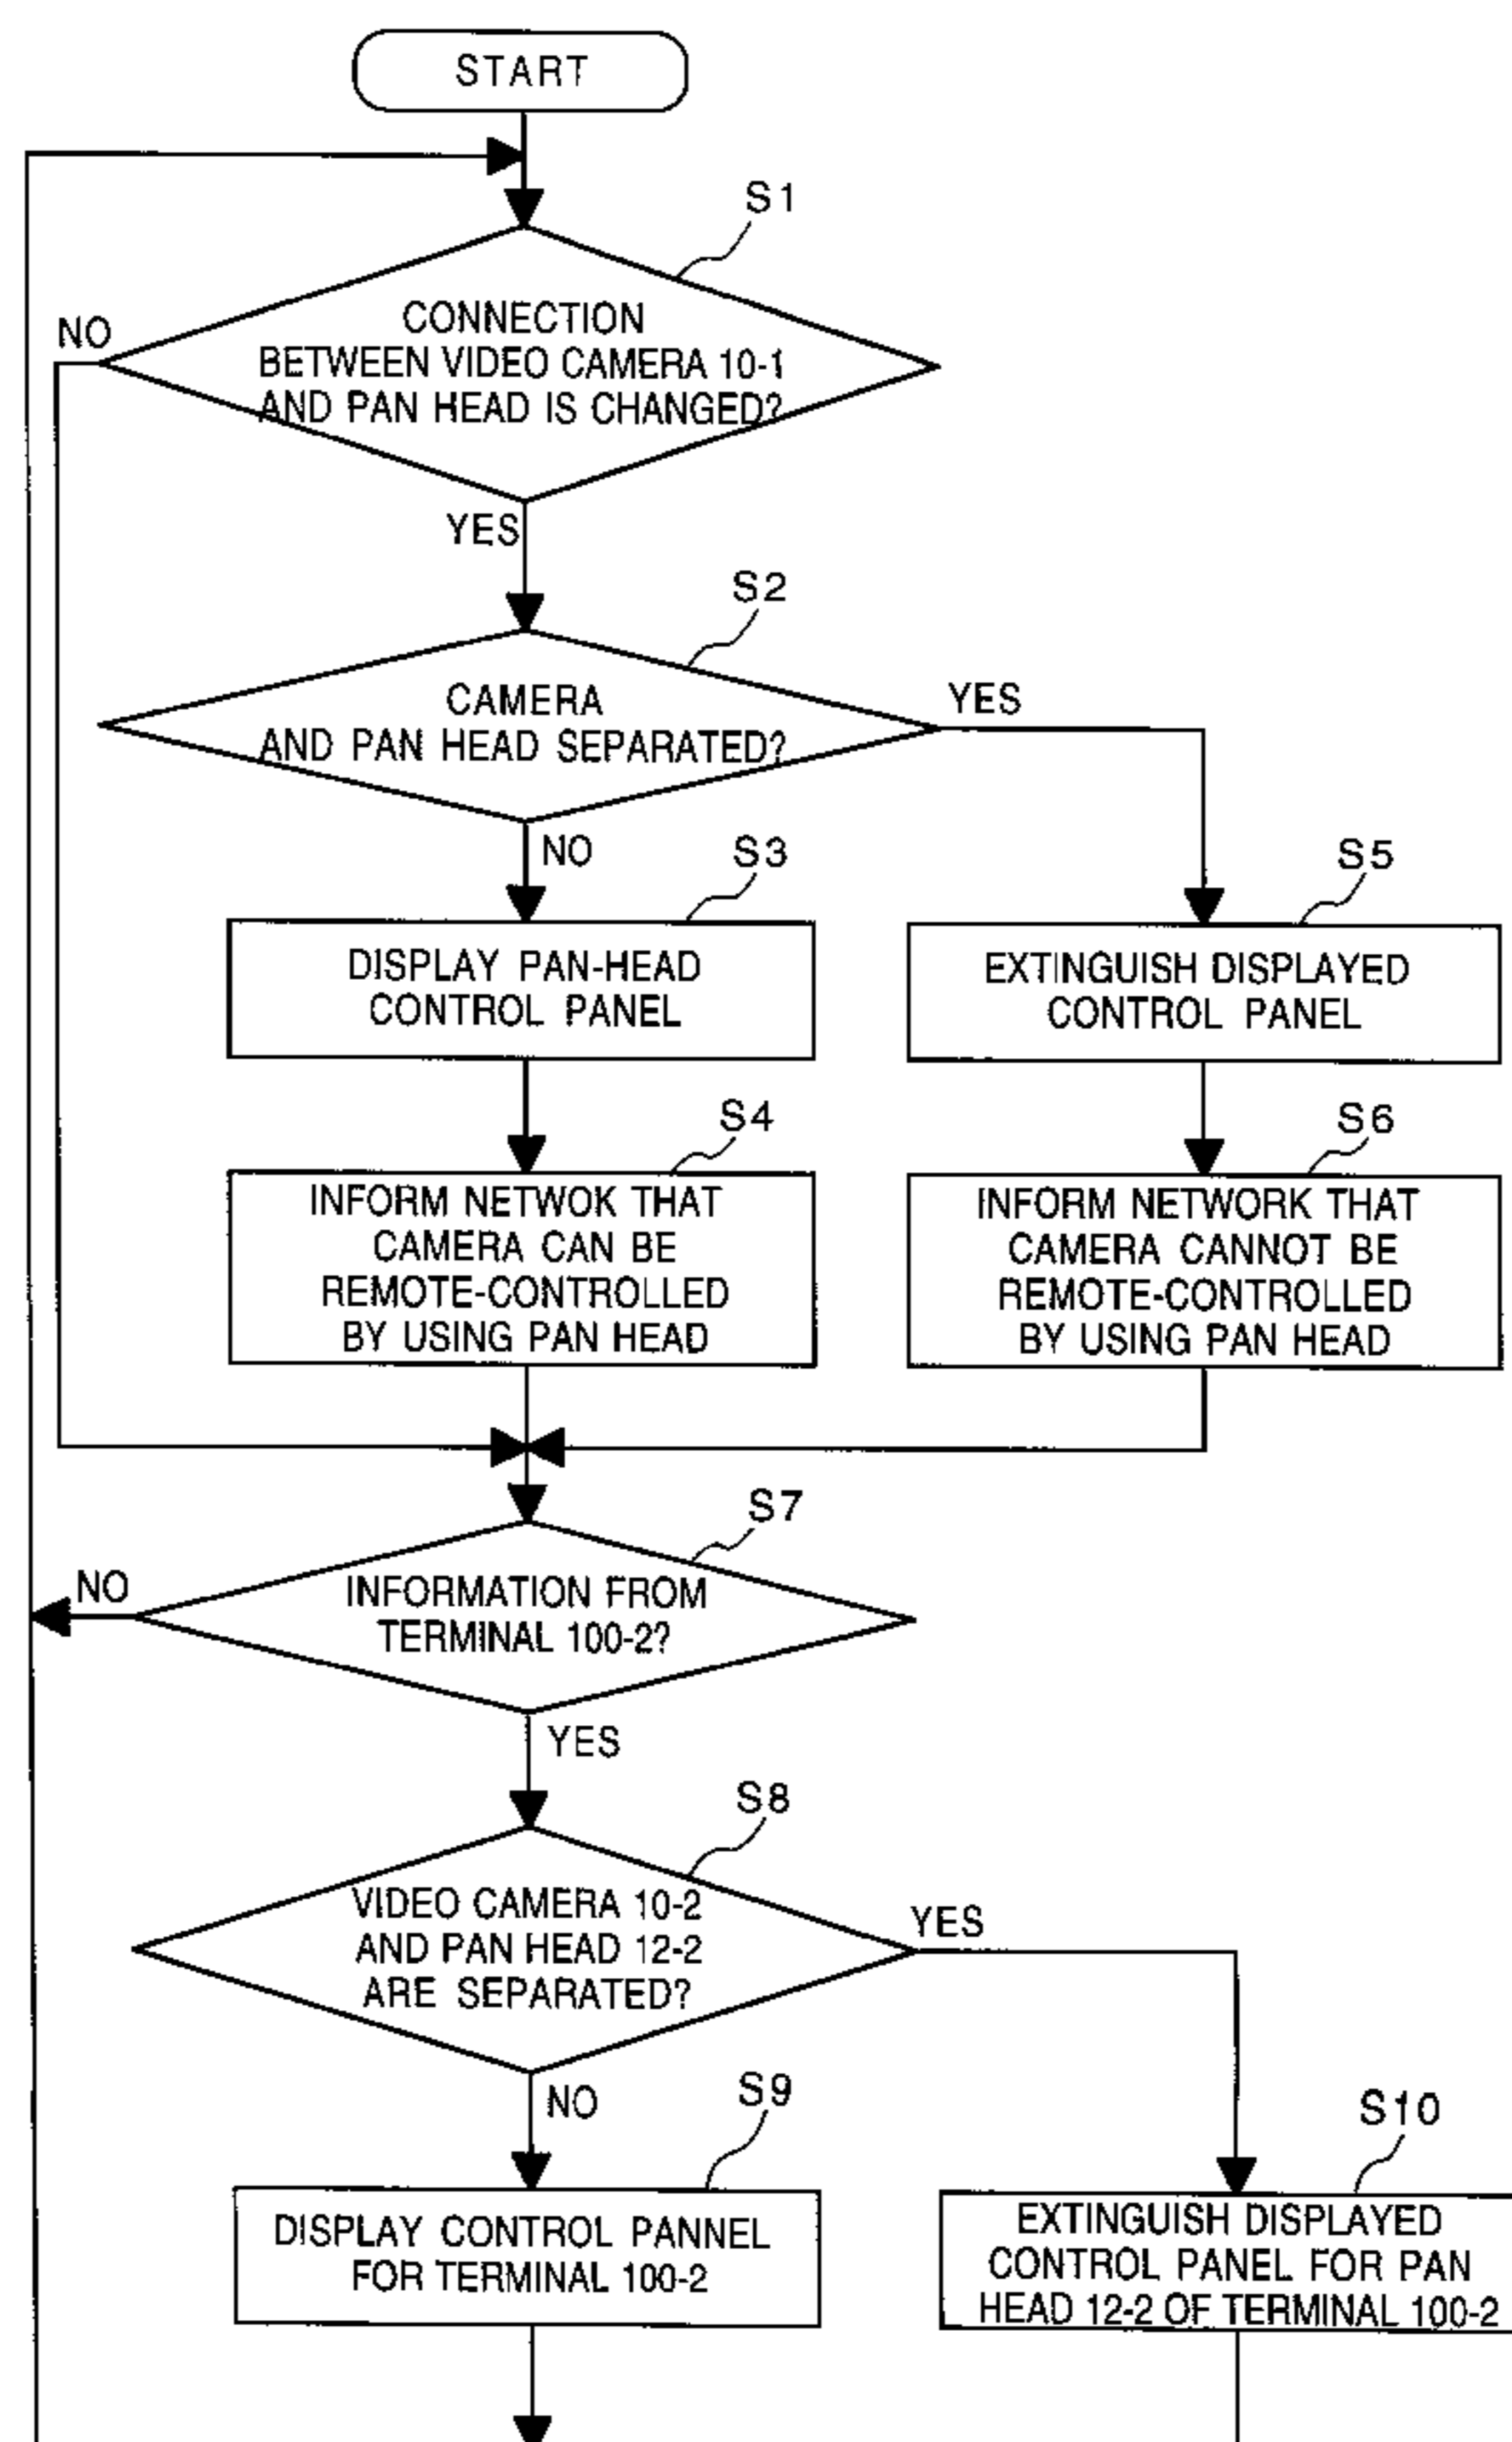 START
S1
CONNECTION
BETWEEN VIDEO CAMERA 10-1
AND PAN HEAD IS CHANGED?
NO
YES
S2
CAMERA
AND PAN HEAD SEPARATED?
YES
NO
S3
DISPLAY PAN-HEAD
CONTROL PANEL
S5
EXTINGUISH DISPLAYED
CONTROL PANEL
S4
INFORM NETWOK THAT
CAMERA CAN BE
REMOTE-CONTROLLED
BY USING PAN HEAD
S6
INFORM NETWORK THAT
CAMERA CANNOT BE
REMOTE-CONTROLLED
BY USING PAN HEAD
S7
INFORMATION FROM
TERMINAL 100-2?
NO
YES
S8
VIDEO CAMERA 10-2
AND PAN HEAD 12-2
ARE SEPARATED?
YES
NO
S9
DISPLAY CONTROL PANNEL
FOR TERMINAL 100-2
S10
EXTINGUISH DISPLAYED
CONTROL PANEL FOR PAN
HEAD 12-2 OF TERMINAL 100-2